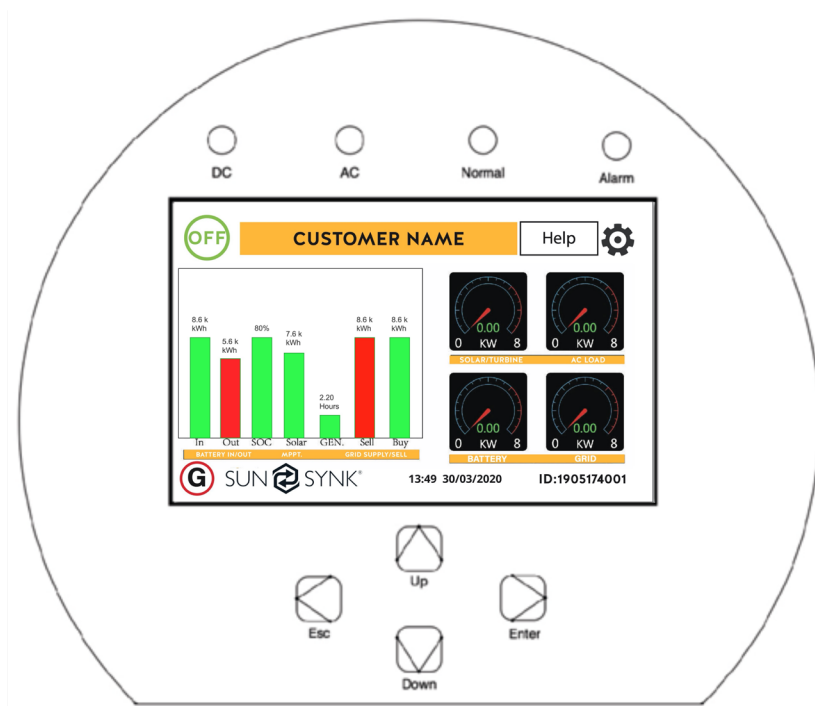 DC AC Normal Alarm
OFF CUSTOMER NAME Help
8.6 k
kWh
5.6 k
kWh
80%
7.6 k
kWh
2.20
Hours
8.6 k
kWh
8.6 k
kWh
In Out SOC Solar GEN. Sell Buy
BATTERY IN/OUT MPPT. GRID SUPPLY/SELL
0.00
0 KW 8
0.00
0 KW 8
SOLAR/TURBINE AC LOAD
0.00
0 KW 8
0.00
0 KW 8
BATTERY GRID
G SUN SYNK® 13:49 30/03/2020 ID:1905174001
Up
Esc Enter
Down